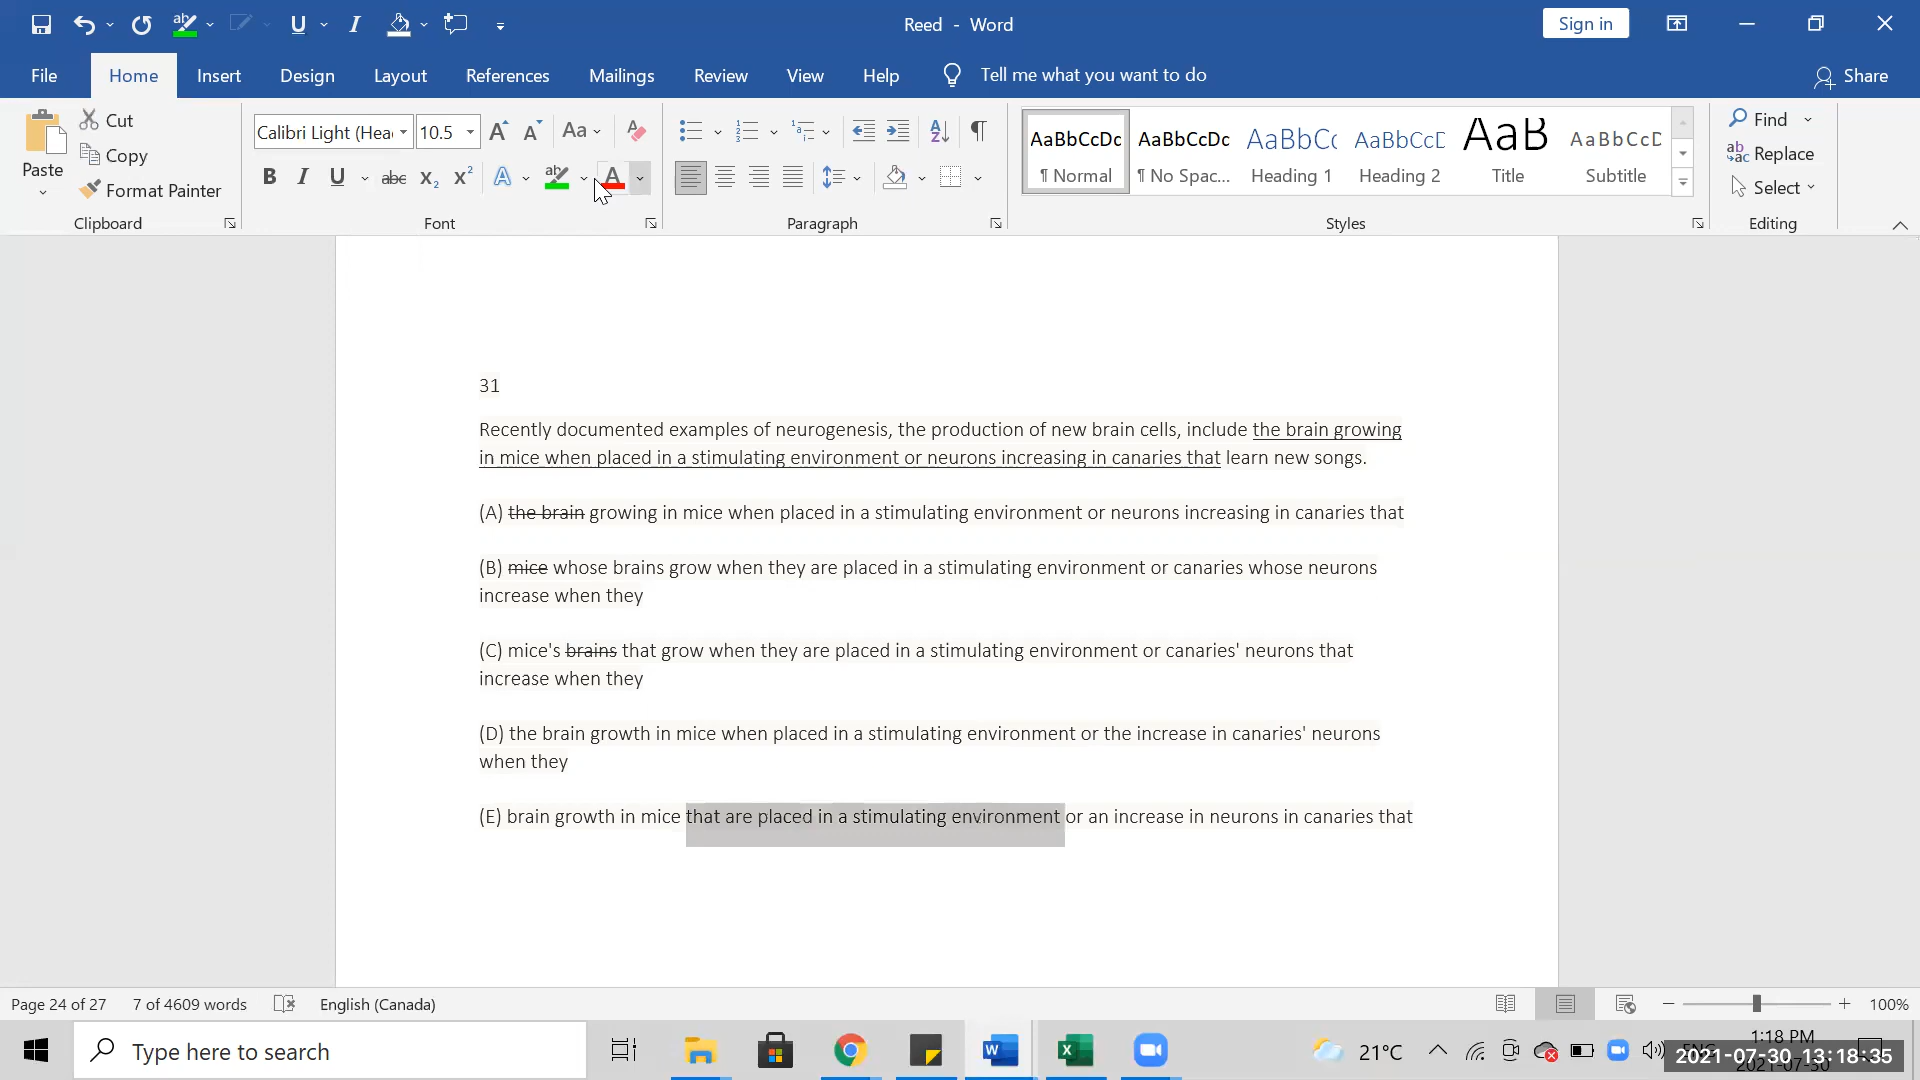 Reed - Word
Sign in
File Home Insert Design Layout References Mailings Review View Help Tell me what you want to do Share
Paste Cut
Copy
Format Painter
Clipboard
Calibri Light (Hea 10.5
Aa
B I U abc X2 X2 A ab A
Font
Paragraph
AaBbCcDc AaBbCcDc AaBbCc AaBbCcD AaB AaBbCcD
¶ Normal ¶ No Spac... Heading 1 Heading 2 Title Subtitle
Styles
Find
Replace
Select
Editing
31
Recently documented examples of neurogenesis, the production of new brain cells, include the brain growing
in mice when placed in a stimulating environment or neurons increasing in canaries that learn new songs.
(A) the brain growing in mice when placed in a stimulating environment or neurons increasing in canaries that
(B) mice whose brains grow when they are placed in a stimulating environment or canaries whose neurons
increase when they
(C) mice's brains that grow when they are placed in a stimulating environment or canaries' neurons that
increase when they
(D) the brain growth in mice when placed in a stimulating environment or the increase in canaries' neurons
when they
(E) brain growth in mice that are placed in a stimulating environment or an increase in neurons in canaries that
Page 24 of 27 7 of 4609 words English (Canada) 100%
Type here to search
21°C
1:18 PM
2021-07-30 13:18:35